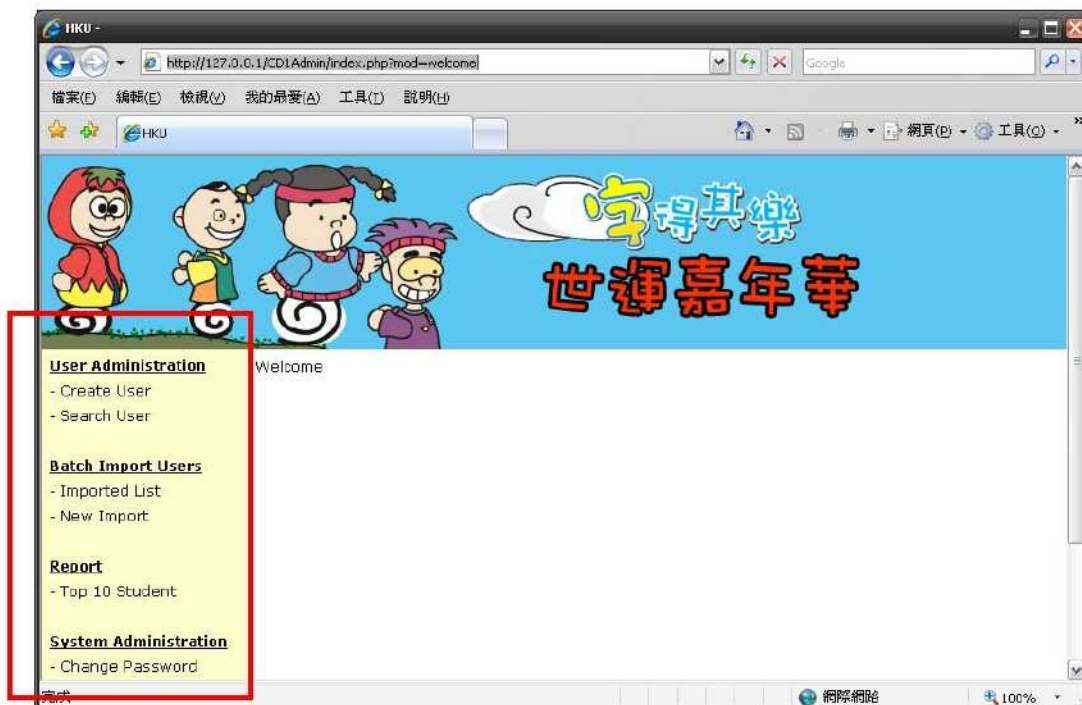 HKU -
http://127.0.0.1/CD1Admin/index.php?mod=welcome
Google
檔案(F) 編輯(E) 檢視(V) 我的最愛(A) 工具(T) 說明(H)
HKU
網頁(P) 工具(O)
字得其樂
世運嘉年華
User Administration
- Create User
- Search User
Welcome
Batch Import Users
- Imported List
- New Import
Report
- Top 10 Student
System Administration
- Change Password
完成
網際網路
100%